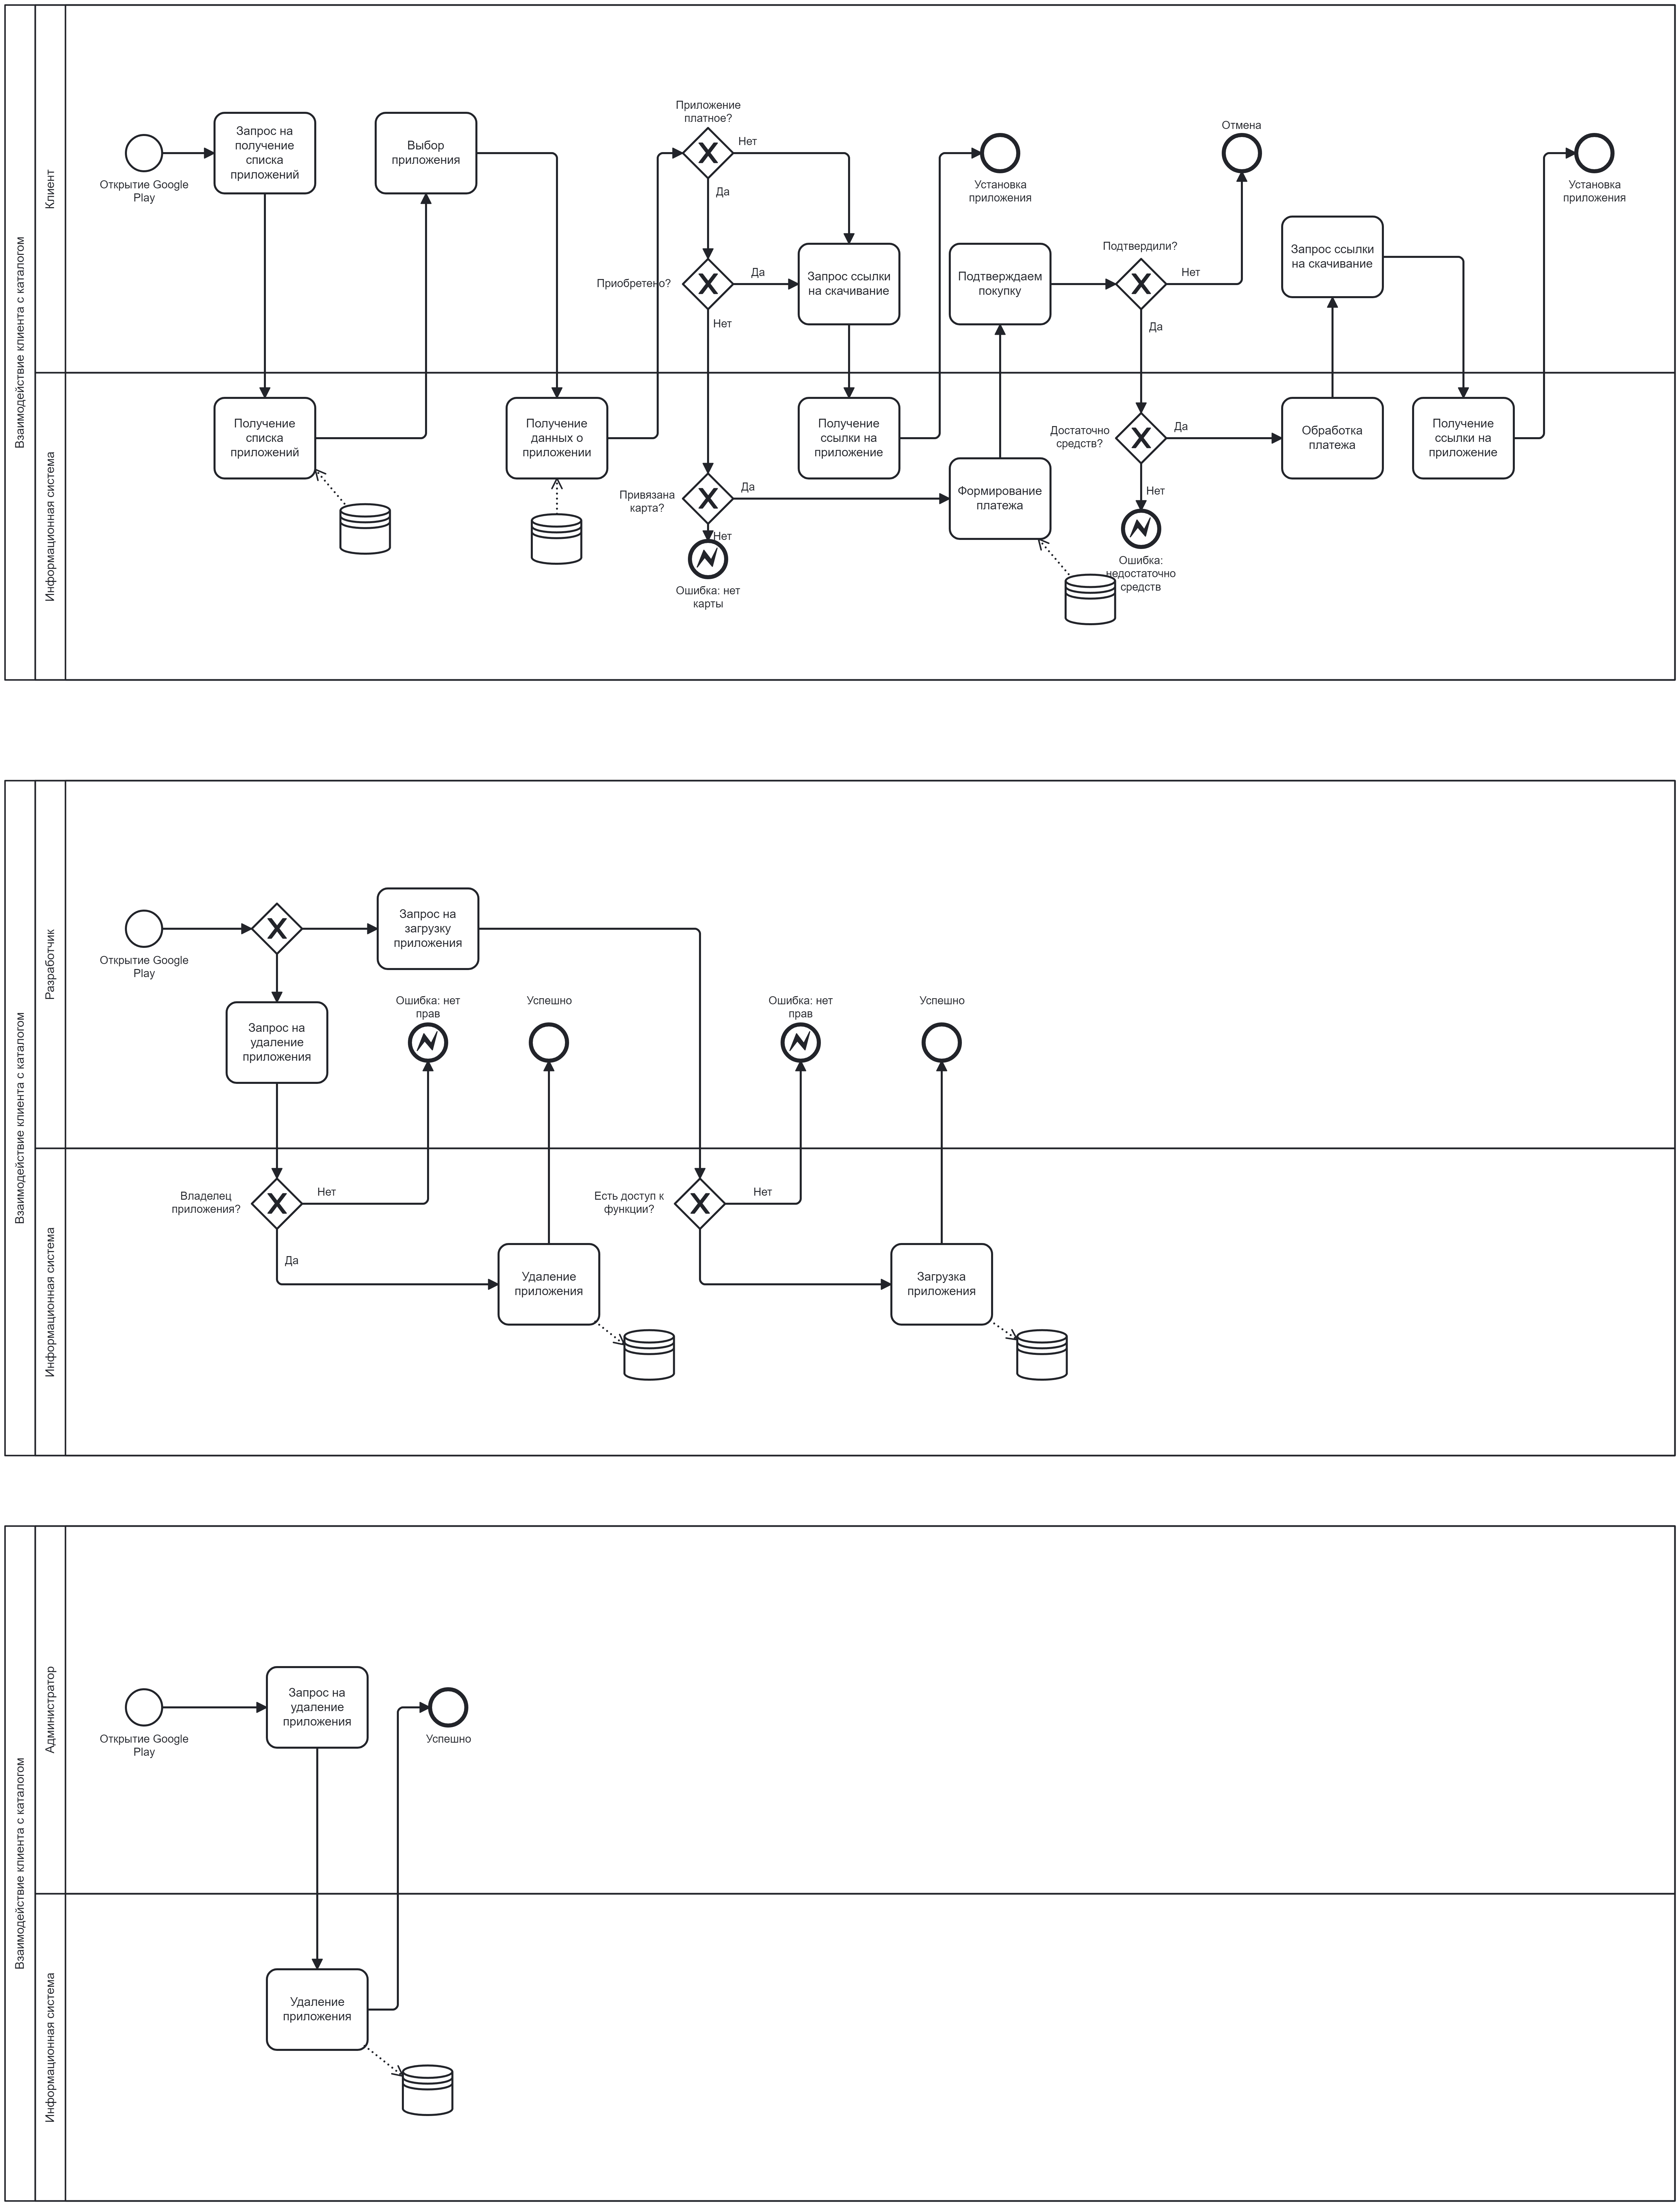 Взаимодействие клиента с каталогом
Клиент
Открытие Google
Play
Запрос на
получение
списка
приложений
Выбор
приложения
Приложение
платное?
Нет
Да
Приобретено?
Да
Нет
Запрос ссылки
на скачивание
Установка
приложения
Подтверждаем
покупку
Подтвердили?
Нет
Да
Отмена
Запрос ссылки
на скачивание
Установка
приложения
Информационная система
Получение
списка
приложений
Получение
данных о
приложении
Привязана
карта?
Да
Нет
Ошибка: нет
карты
Получение
ссылки на
приложение
Формирование
платежа
Достаточно
средств?
Да
Нет
Ошибка:
недостаточно
средств
Обработка
платежа
Получение
ссылки на
приложение
Взаимодействие клиента с каталогом
Разработчик
Открытие Google
Play
Запрос на
загрузку
приложения
Запрос на
удаление
приложения
Ошибка: нет
прав
Успешно
Ошибка: нет
прав
Успешно
Информационная система
Владелец
приложения?
Нет
Да
Удаление
приложения
Есть доступ к
функции?
Нет
Загрузка
приложения
Взаимодействие клиента с каталогом
Администратор
Открытие Google
Play
Запрос на
удаление
приложения
Успешно
Информационная система
Удаление
приложения